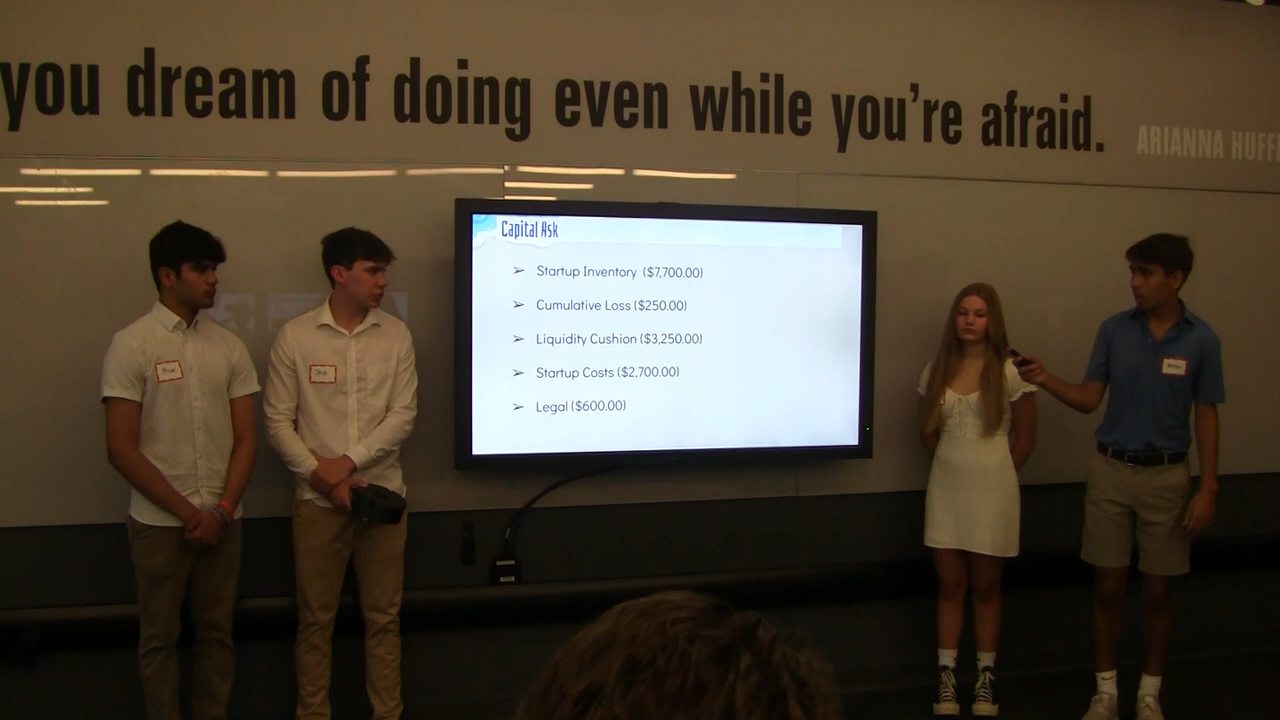 you dream of doing even while you're afraid.
ARIANNA HUFF
Capital Ask
➢ Startup Inventory ($7,700.00)
➢ Cumulative Loss ($250.00)
➢ Liquidity Cushion ($3,250.00)
➢ Startup Costs ($2,700.00)
➢ Legal ($600.00)